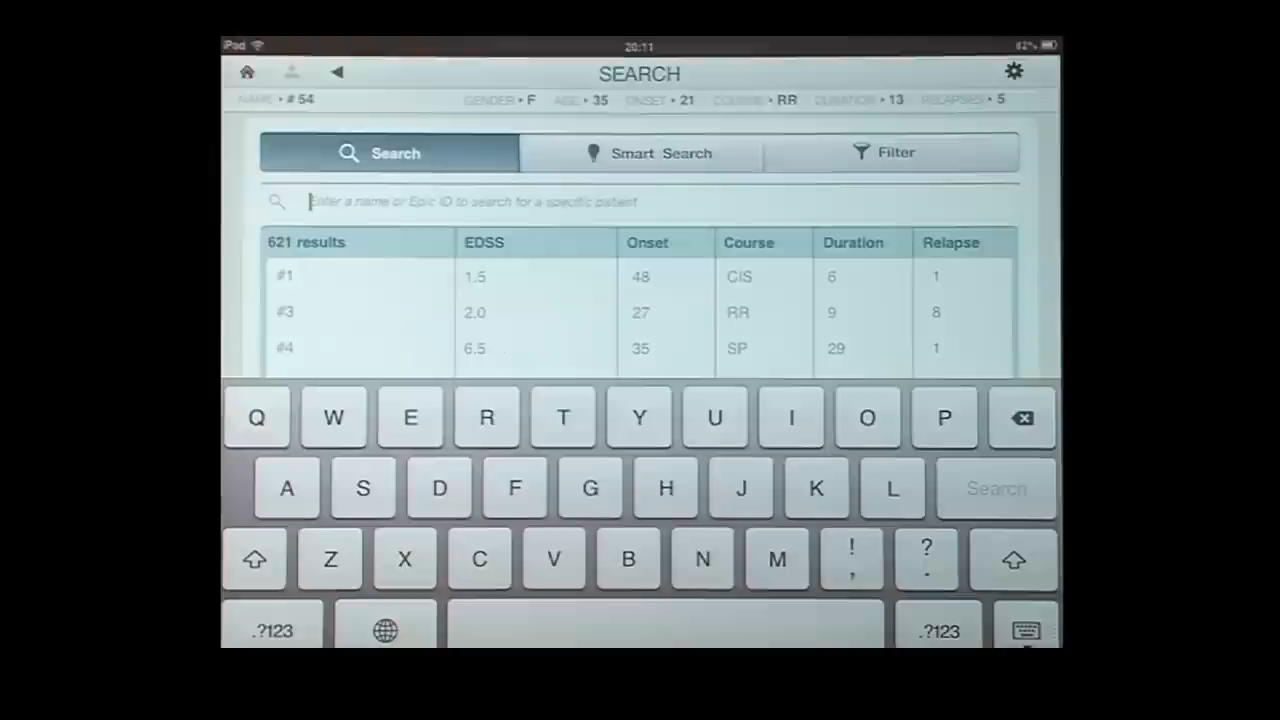 iPad 20:11 82%
SEARCH
NAME • # 54 GENDER • F AGE • 35 ONSET • 21 COURSE • RR DURATION • 13 RELAPSES • 5
Search Smart Search Filter
Enter a name or Epic ID to search for a specific patient
621 results EDSS Onset Course Duration Relapse
#1 1.5 48 CIS 6 1
#3 2.0 27 RR 9 8
#4 6.5 35 SP 29 1
Q W E R T Y U I O P
A S D F G H J K L Search
Z X C V B N M ! , ? .
.?123 .?123